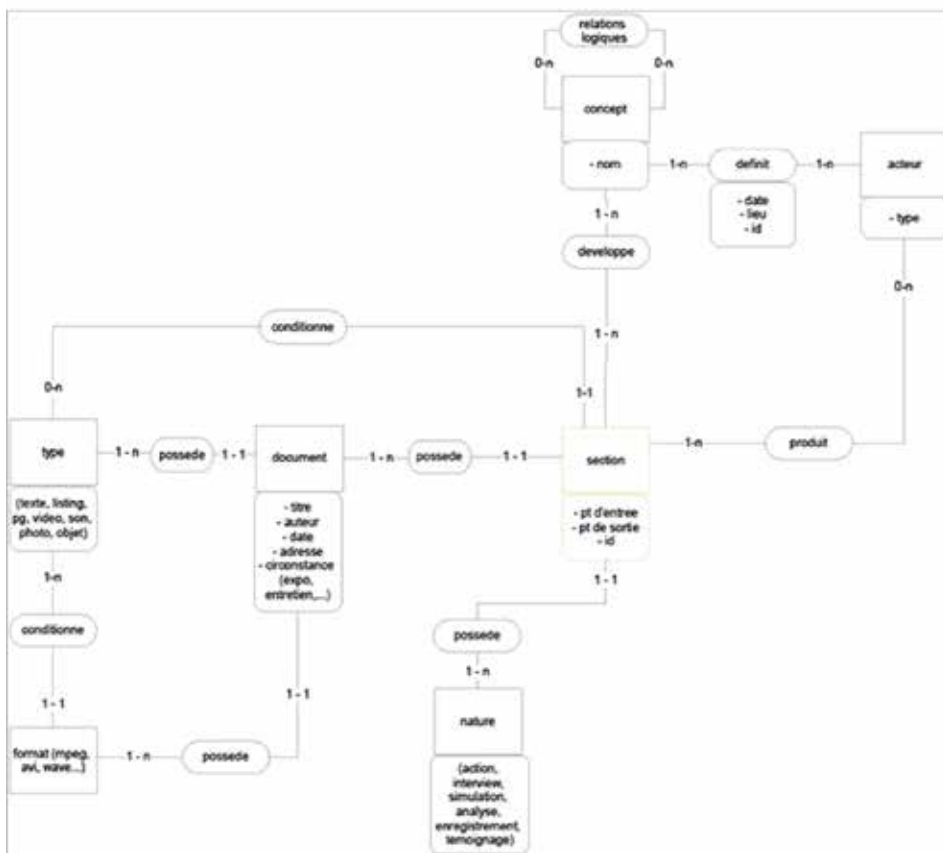 relations
logiques
0-n
0-n
concept
- nom
1-n
definit
1-n
acteur
- date
- lieu
- id
- type
1 - n
developpe
0-n
conditionne
1 - n
0-n
1-1
type
1 - n
possede
1 - 1
document
1 - n
possede
1 - 1
section
1-n
produit
(texte, listing,
pg, video, son,
photo, objet)
- titre
- auteur
- date
- adresse
- circonstance
(expo,
entretien,...)
- pt d'entree
- pt de sortie
- id
1-n
1 - 1
conditionne
possede
1 - 1
1 - 1
1 - n
format (mpeg,
avi, wave...)
1 - n
possede
nature
(action,
interview,
simulation,
analyse,
enregistrement,
temoignage)